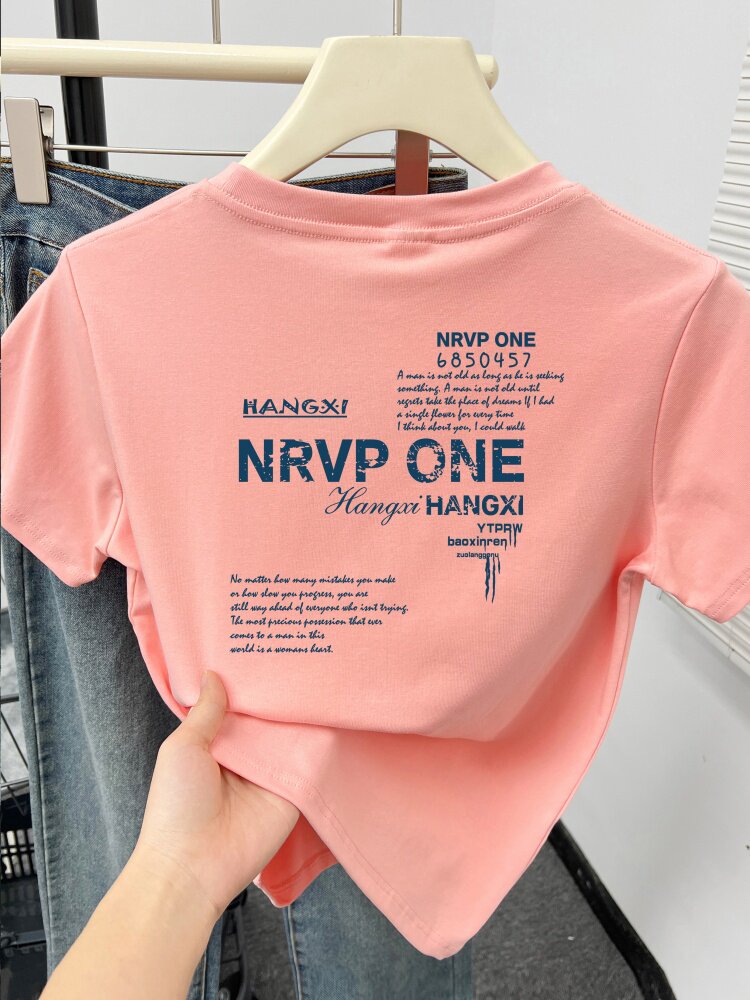 NRVP ONE
6850457
A man is not old as long as he is seeking
something. A man is not old until
regrets take the place of dreams If I had
a single flower for every time
I think about you, I could walk
HANGXI
NRVP ONE
Hangxi HANGXI
YTPRW
baoxinren
zuolanggong
No matter how many mistakes you make
or how slow you progress, you are
still way ahead of everyone who isnt trying.
The most precious possession that ever
comes to a man in this
world is a womans heart.